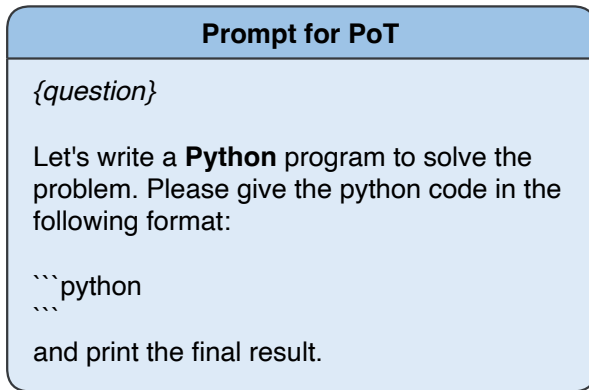 Prompt for PoT
{question}
Let's write a Python program to solve the
problem. Please give the python code in the
following format:
```python
```
and print the final result.